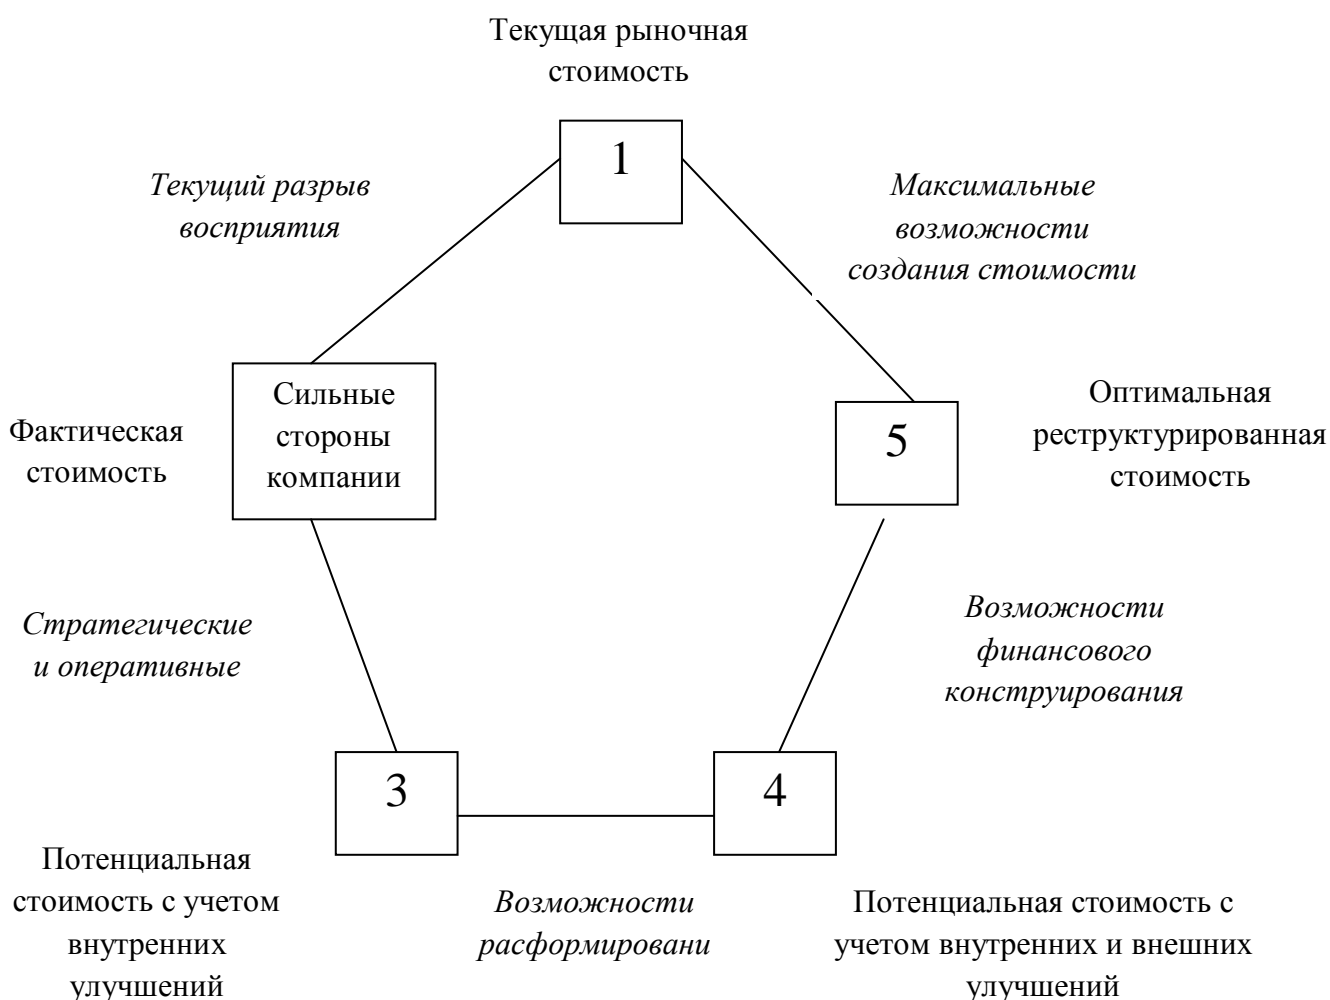 Текущая рыночная
стоимость
1
Текущий разрыв
восприятия
Максимальные
возможности
создания стоимости
Фактическая
стоимость
Сильные
стороны
компании
5
Оптимальная
реструктурированная
стоимость
Стратегические
и оперативные
Возможности
финансового
конструирования
3
4
Потенциальная
стоимость с учетом
внутренних
улучшений
Возможности
расформировани
Потенциальная стоимость с
учетом внутренних и внешних
улучшений